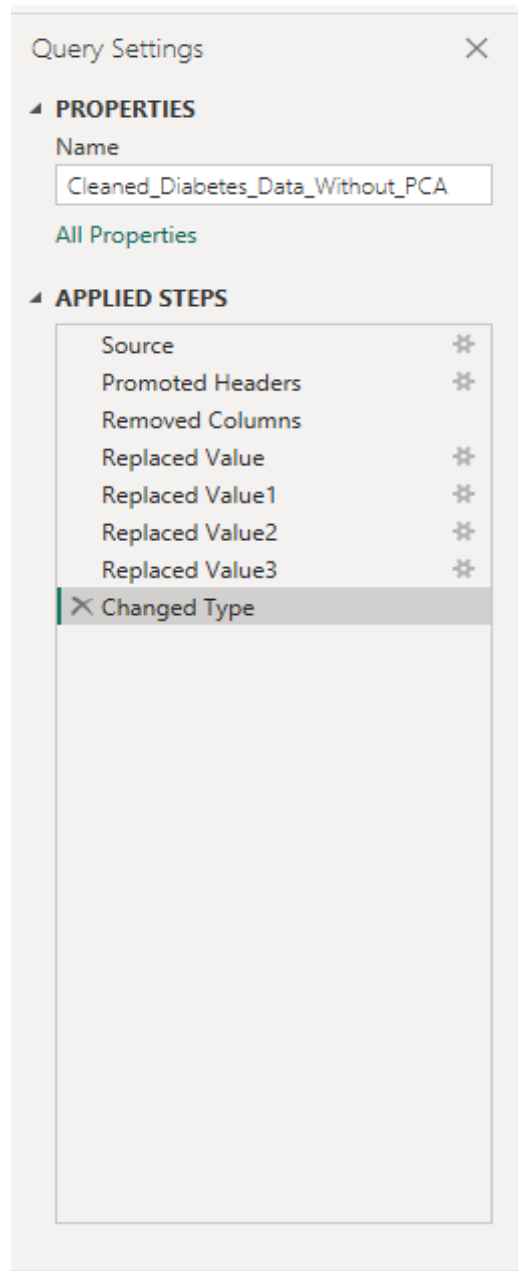 Query Settings
PROPERTIES
Name
Cleaned_Diabetes_Data_Without_PCA
All Properties
APPLIED STEPS
Source
Promoted Headers
Removed Columns
Replaced Value
Replaced Value1
Replaced Value2
Replaced Value3
Changed Type